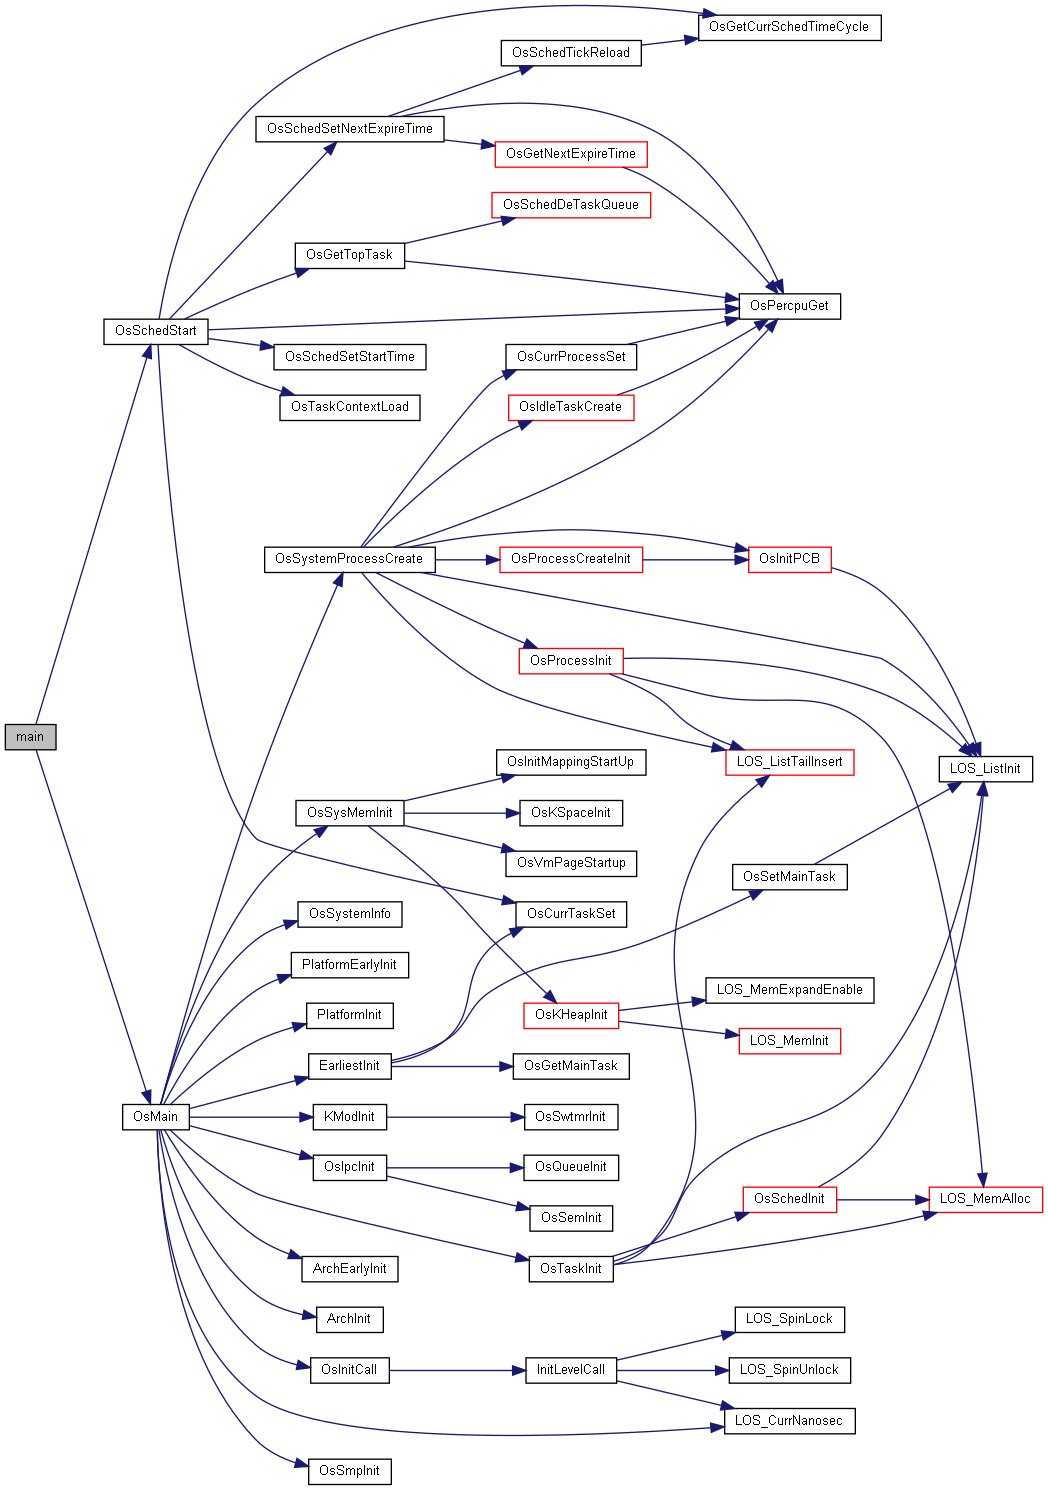 OsGetCurrSchedTimeCycle
OsSchedTickReload
OsSchedSetNextExpireTime
OsGetNextExpireTime
OsSchedDeTaskQueue
OsGetTopTask
OsPercpuGet
OsSchedStart
OsSchedSetStartTime
OsCurrProcessSet
OsTaskContextLoad
OsIdleTaskCreate
OsSystemProcessCreate
OsProcessCreateInit
OsInitPCB
OsProcessInit
main
OsInitMappingStartUp
LOS_ListTailInsert
LOS_ListInit
OsSysMemInit
OsKSpaceInit
OsVmPageStartup
OsSetMainTask
OsSystemInfo
OsCurrTaskSet
PlatformEarlyInit
LOS_MemExpandEnable
PlatformInit
OsKHeapInit
LOS_MemInit
EarliestInit
OsGetMainTask
OsMain
KModInit
OsSwtmrInit
OsIpcInit
OsQueueInit
OsSchedInit
LOS_MemAlloc
OsSemInit
ArchEarlyInit
OsTaskInit
ArchInit
LOS_SpinLock
OsInitCall
InitLevelCall
LOS_SpinUnlock
LOS_CurrNanosec
OsSmpInit